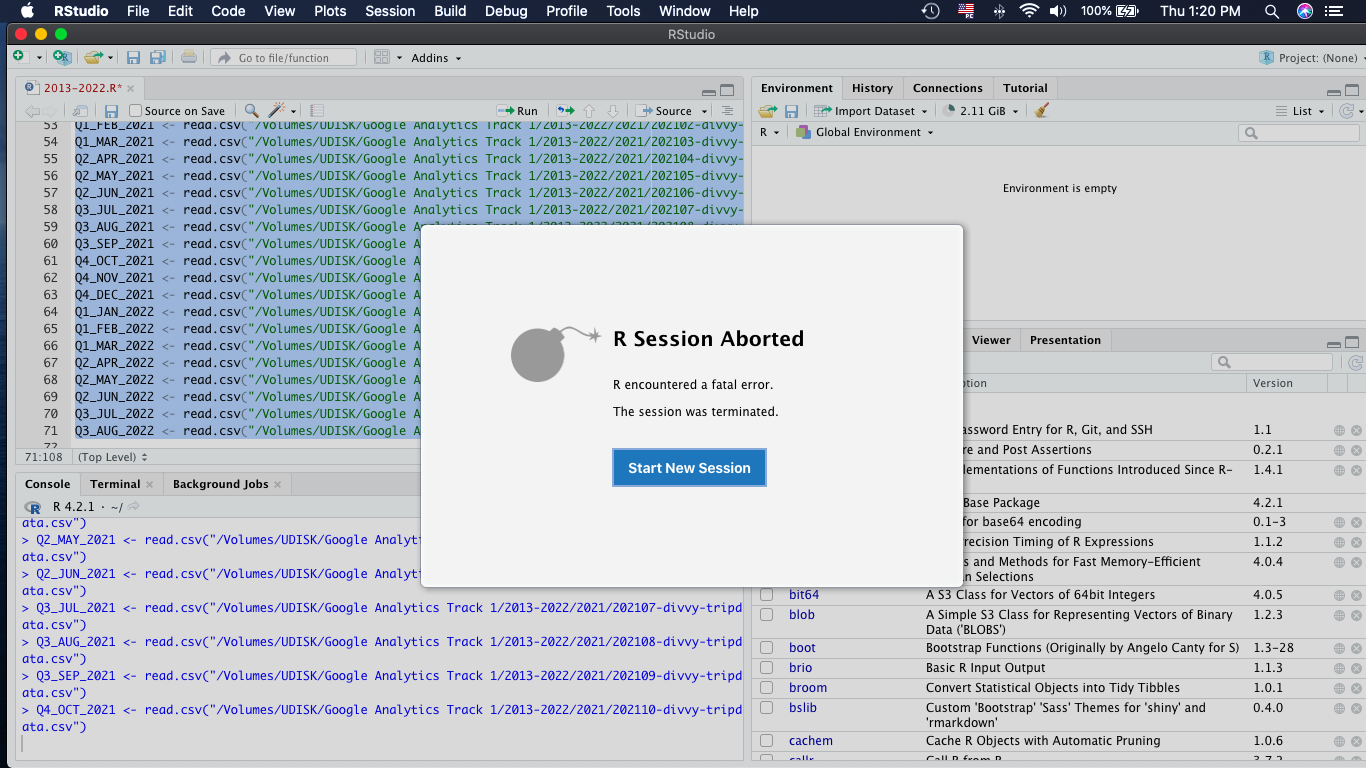 RStudio File Edit Code View Plots Session Build Debug Profile Tools Window Help 100% Thu 1:20 PM
RStudio
Go to file/function Addins Project: (None)
2013-2022.R*
Source on Save Run Source
53 Q1_FEB_2021 <- read.csv("/Volumes/UDISK/Google Analytics Track 1/2013-2022/2021/202102-divvy-
54 Q1_MAR_2021 <- read.csv("/Volumes/UDISK/Google Analytics Track 1/2013-2022/2021/202103-divvy-
55 Q2_APR_2021 <- read.csv("/Volumes/UDISK/Google Analytics Track 1/2013-2022/2021/202104-divvy-
56 Q2_MAY_2021 <- read.csv("/Volumes/UDISK/Google Analytics Track 1/2013-2022/2021/202105-divvy-
57 Q2_JUN_2021 <- read.csv("/Volumes/UDISK/Google Analytics Track 1/2013-2022/2021/202106-divvy-
58 Q3_JUL_2021 <- read.csv("/Volumes/UDISK/Google Analytics Track 1/2013-2022/2021/202107-divvy-
59 Q3_AUG_2021 <- read.csv("/Volumes/UDISK/Google Analytics Track 1/2013-2022/2021/202108-divvy-
60 Q3_SEP_2021 <- read.csv("/Volumes/UDISK/Google A
61 Q4_OCT_2021 <- read.csv("/Volumes/UDISK/Google A
62 Q4_NOV_2021 <- read.csv("/Volumes/UDISK/Google A
63 Q4_DEC_2021 <- read.csv("/Volumes/UDISK/Google A
64 Q1_JAN_2022 <- read.csv("/Volumes/UDISK/Google A
65 Q1_FEB_2022 <- read.csv("/Volumes/UDISK/Google A
66 Q1_MAR_2022 <- read.csv("/Volumes/UDISK/Google A
67 Q2_APR_2022 <- read.csv("/Volumes/UDISK/Google A
68 Q2_MAY_2022 <- read.csv("/Volumes/UDISK/Google A
69 Q2_JUN_2022 <- read.csv("/Volumes/UDISK/Google A
70 Q3_JUL_2022 <- read.csv("/Volumes/UDISK/Google A
71 Q3_AUG_2022 <- read.csv("/Volumes/UDISK/Google A
72
71:108 (Top Level)
Console Terminal Background Jobs
R 4.2.1 · ~/
ata.csv")
> Q2_MAY_2021 <- read.csv("/Volumes/UDISK/Google Analyt
ata.csv")
> Q2_JUN_2021 <- read.csv("/Volumes/UDISK/Google Analyt
ata.csv")
> Q3_JUL_2021 <- read.csv("/Volumes/UDISK/Google Analytics Track 1/2013-2022/2021/202107-divvy-tripd
ata.csv")
> Q3_AUG_2021 <- read.csv("/Volumes/UDISK/Google Analytics Track 1/2013-2022/2021/202108-divvy-tripd
ata.csv")
> Q3_SEP_2021 <- read.csv("/Volumes/UDISK/Google Analytics Track 1/2013-2022/2021/202109-divvy-tripd
ata.csv")
> Q4_OCT_2021 <- read.csv("/Volumes/UDISK/Google Analytics Track 1/2013-2022/2021/202110-divvy-tripd
ata.csv")
R Session Aborted
R encountered a fatal error.
The session was terminated.
Start New Session
Environment History Connections Tutorial
Import Dataset 2.11 GiB List
R Global Environment
Environment is empty
Viewer Presentation
ption Version
assword Entry for R, Git, and SSH 1.1
re and Post Assertions 0.2.1
lementations of Functions Introduced Since R- 1.4.1
Base Package 4.2.1
for base64 encoding 0.1-3
recision Timing of R Expressions 1.1.2
s and Methods for Fast Memory-Efficient 4.0.4
n Selections
bit64 A S3 Class for Vectors of 64bit Integers 4.0.5
blob A Simple S3 Class for Representing Vectors of Binary 1.2.3
Data ('BLOBS')
boot Bootstrap Functions (Originally by Angelo Canty for S) 1.3-28
brio Basic R Input Output 1.1.3
broom Convert Statistical Objects into Tidy Tibbles 1.0.1
bslib Custom 'Bootstrap' 'Sass' Themes for 'shiny' and 0.4.0
'rmarkdown'
cachem Cache R Objects with Automatic Pruning 1.0.6
callr Call R from R 3.7.2